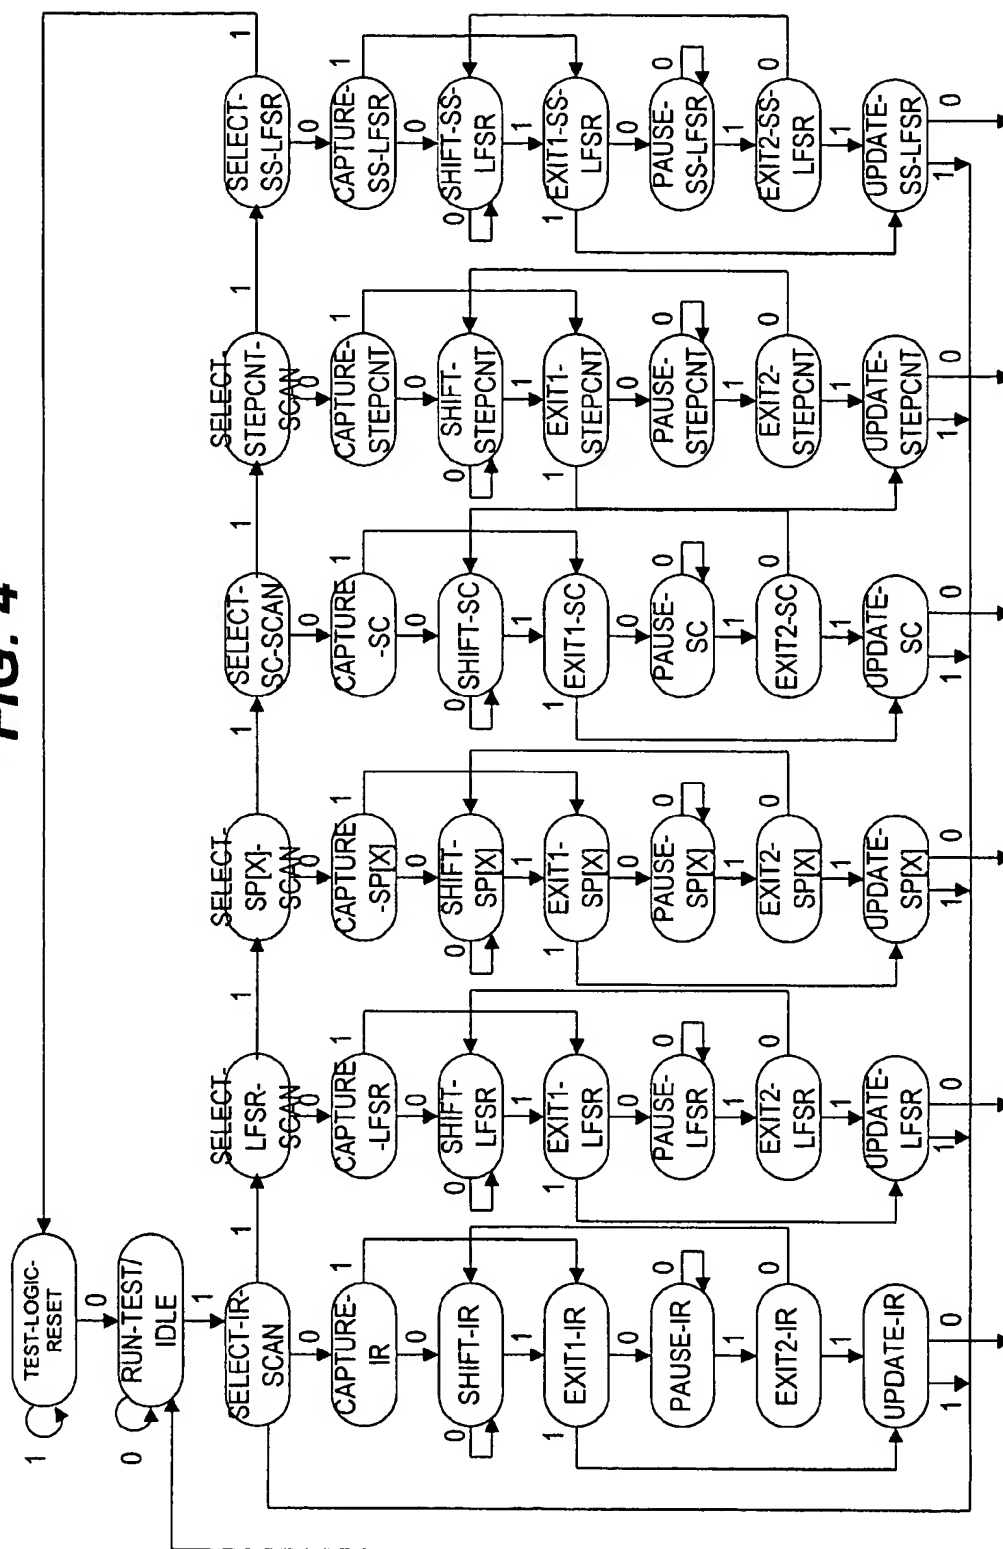 FIG. 4
TEST-LOGIC-
RESET
1
0
RUN-TEST/
IDLE
0
1
SELECT-IR-
SCAN
1
0
CAPTURE-
IR
1
0
SHIFT-IR
0
1
EXIT1-IR
1
0
PAUSE-IR
0
1
EXIT2-IR
0
1
UPDATE-IR
1
0
SELECT-
LFSR-
SCAN
1
0
CAPTURE
-LFSR
1
0
SHIFT-
LFSR
0
1
EXIT1-
LFSR
1
0
PAUSE-
LFSR
0
1
EXIT2-
LFSR
0
1
UPDATE-
LFSR
1
0
SELECT-
SP[X]-
SCAN
1
0
CAPTURE
-SP[X]
1
0
SHIFT-
SP[X]
0
1
EXIT1-
SP[X]
1
0
PAUSE-
SP[X]
0
1
EXIT2-
SP[X]
0
1
UPDATE-
SP[X]
1
0
SELECT-
SC-SCAN
1
0
CAPTURE
-SC
1
0
SHIFT-SC
0
1
EXIT1-SC
1
0
PAUSE-
SC
0
1
EXIT2-SC
0
1
UPDATE-
SC
1
0
SELECT-
STEPCNT-
SCAN
1
0
CAPTURE-
STEPCNT
1
0
SHIFT-
STEPCNT
0
1
EXIT1-
STEPCNT
1
0
PAUSE-
STEPCNT
0
1
EXIT2-
STEPCNT
0
1
UPDATE-
STEPCNT
1
0
SELECT-
SS-LFSR
1
0
CAPTURE-
SS-LFSR
1
0
SHIFT-SS-
LFSR
0
1
EXIT1-SS-
LFSR
1
0
PAUSE-
SS-LFSR
0
1
EXIT2-SS-
LFSR
0
1
UPDATE-
SS-LFSR
1
0